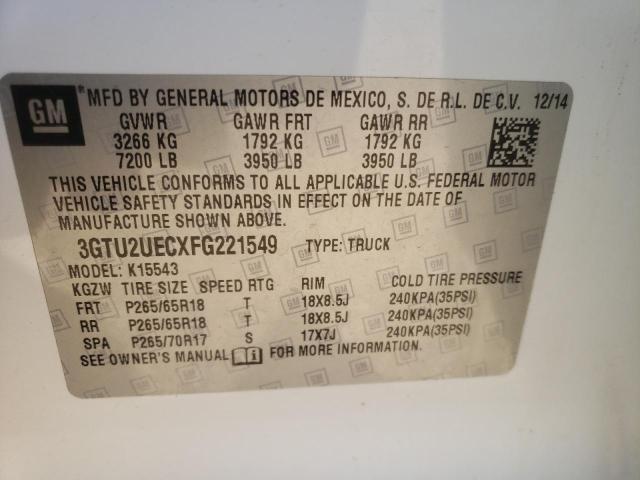 GM
® MFD BY GENERAL MOTORS DE MEXICO, S. DE R.L. DE C.V. 12/14
GVWR GAWR FRT GAWR RR
3266 KG 1792 KG 1792 KG
7200 LB 3950 LB 3950 LB
THIS VEHICLE CONFORMS TO ALL APPLICABLE U.S. FEDERAL MOTOR
VEHICLE SAFETY STANDARDS IN EFFECT ON THE DATE OF
MANUFACTURE SHOWN ABOVE.
3GTU2UECXFG221549 TYPE: TRUCK
MODEL: K15543
KGZW TIRE SIZE SPEED RTG RIM COLD TIRE PRESSURE
FRT P265/65R18 T 18X8.5J 240KPA(35PSI)
RR P265/65R18 T 18X8.5J 240KPA(35PSI)
SPA P265/70R17 S 17X7J 240KPA(35PSI)
SEE OWNER'S MANUAL i FOR MORE INFORMATION.